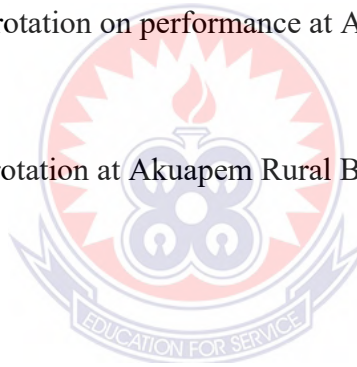 rotation on performance at A
rotation at Akuapem Rural B
EDUCATION FOR SERVICE